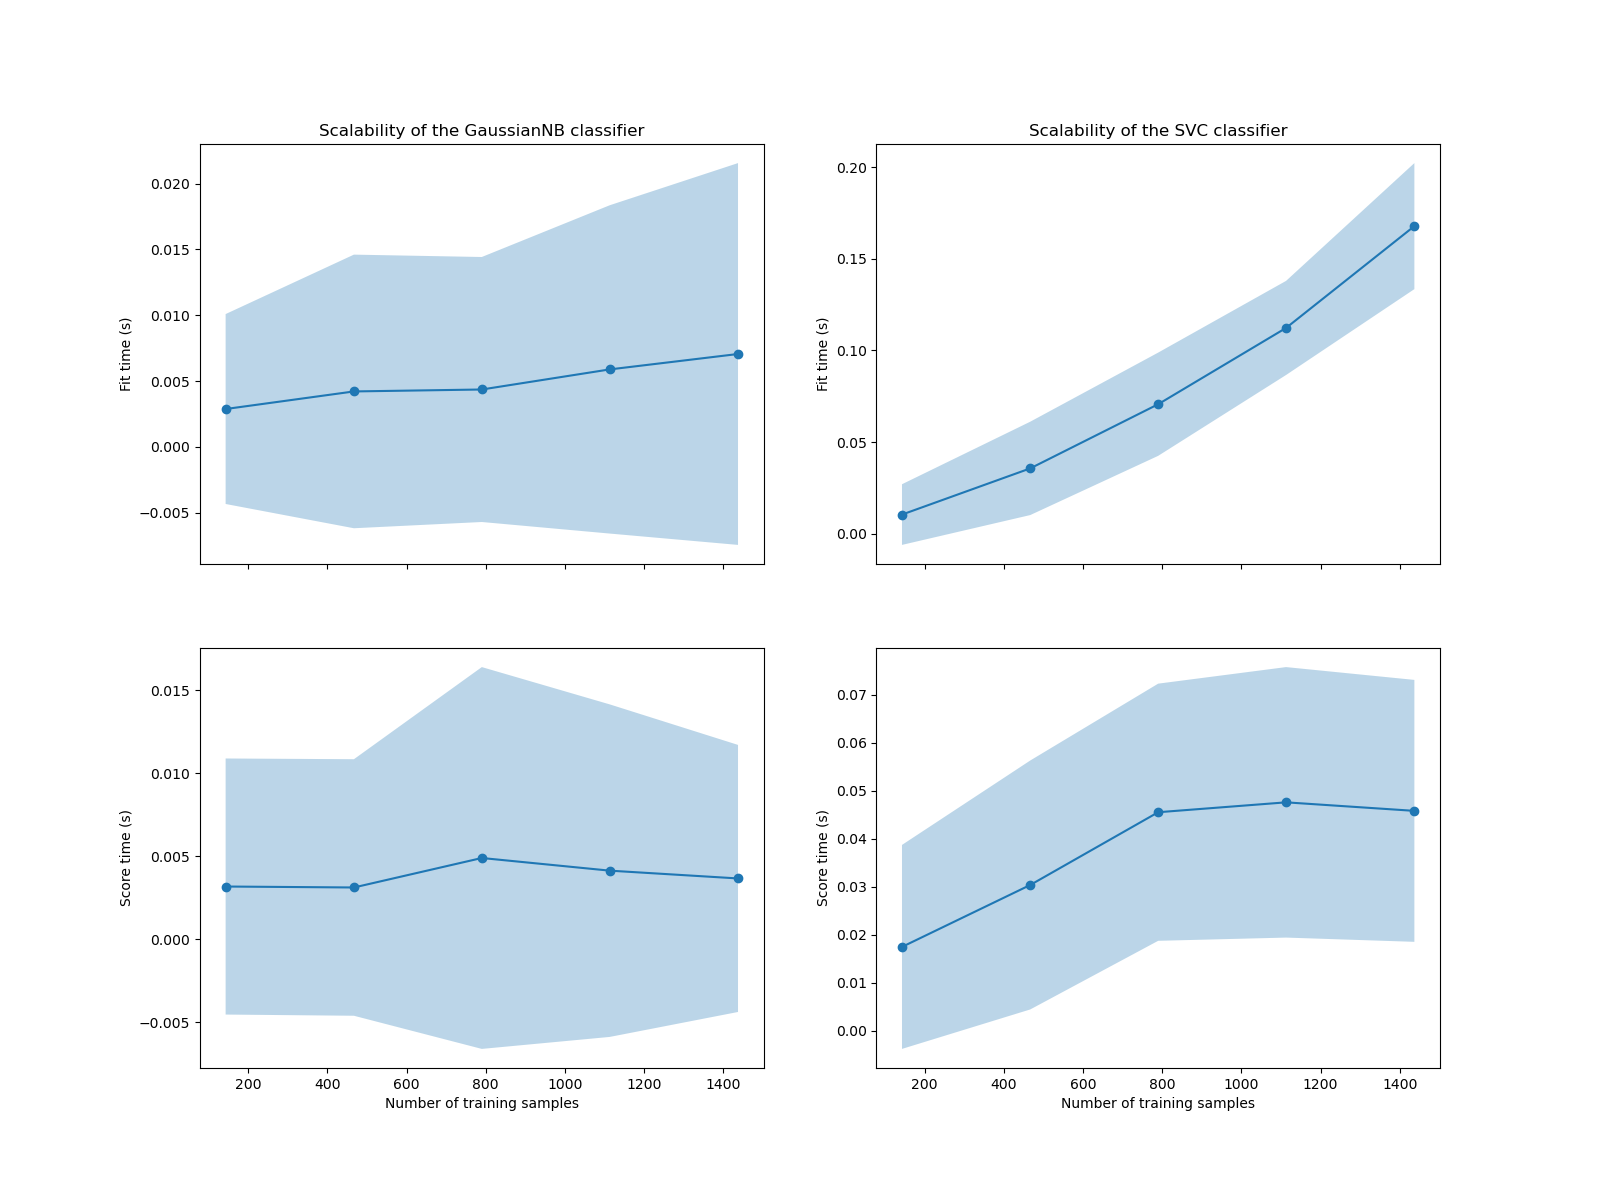 Scalability of the GaussianNB classifier
0.020
0.015
0.010
0.005
0.000
−0.005
Fit time (s)
Scalability of the SVC classifier
0.20
0.15
0.10
0.05
0.00
Fit time (s)
0.015
0.010
0.005
0.000
−0.005
Score time (s)
200 400 600 800 1000 1200 1400
Number of training samples
0.07
0.06
0.05
0.04
0.03
0.02
0.01
0.00
Score time (s)
200 400 600 800 1000 1200 1400
Number of training samples